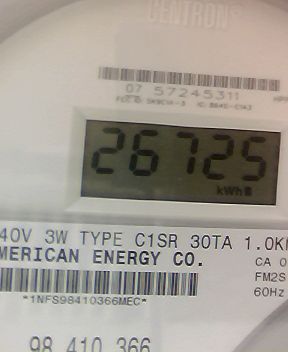 CENTRON®
07 57245311
26725
kWh
40V 3W TYPE C1SR 30TA 1.0K
MERICAN ENERGY CO.
CA 0
FM2S
60Hz
*1NFS98410366MEC*
98 410 366